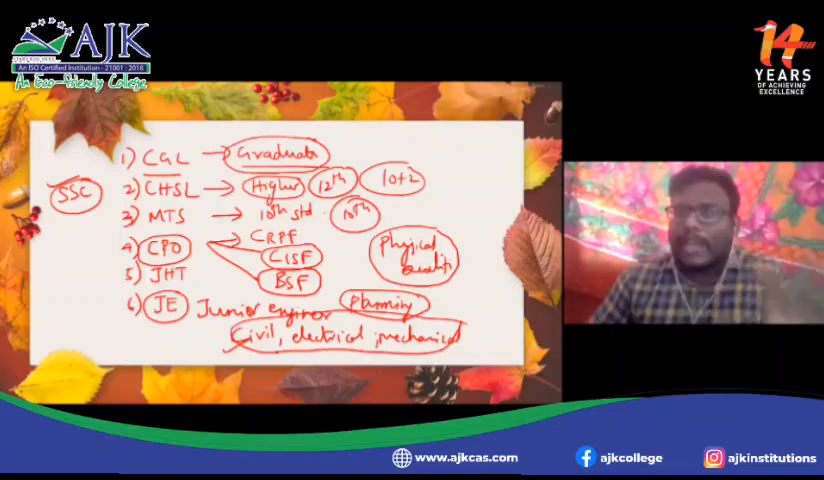 AJK
STARS REACHERS
An ISO Certified Institution - 21001 : 2018
An Eco-friendly College
14
YEARS
OF ACHIEVING
EXCELLENCE
SSC
1) CGL → Graduate
2) CHSL → Higher 12th 10+2
3) MTS → 10th std. 10th
4) CPO → CRPF
CISF
BSF
physical
5) JHT
6) JE Junior engineer planning
Civil, electrical, mechanical
www.ajkcas.com
ajkcollege
ajkinstitutions